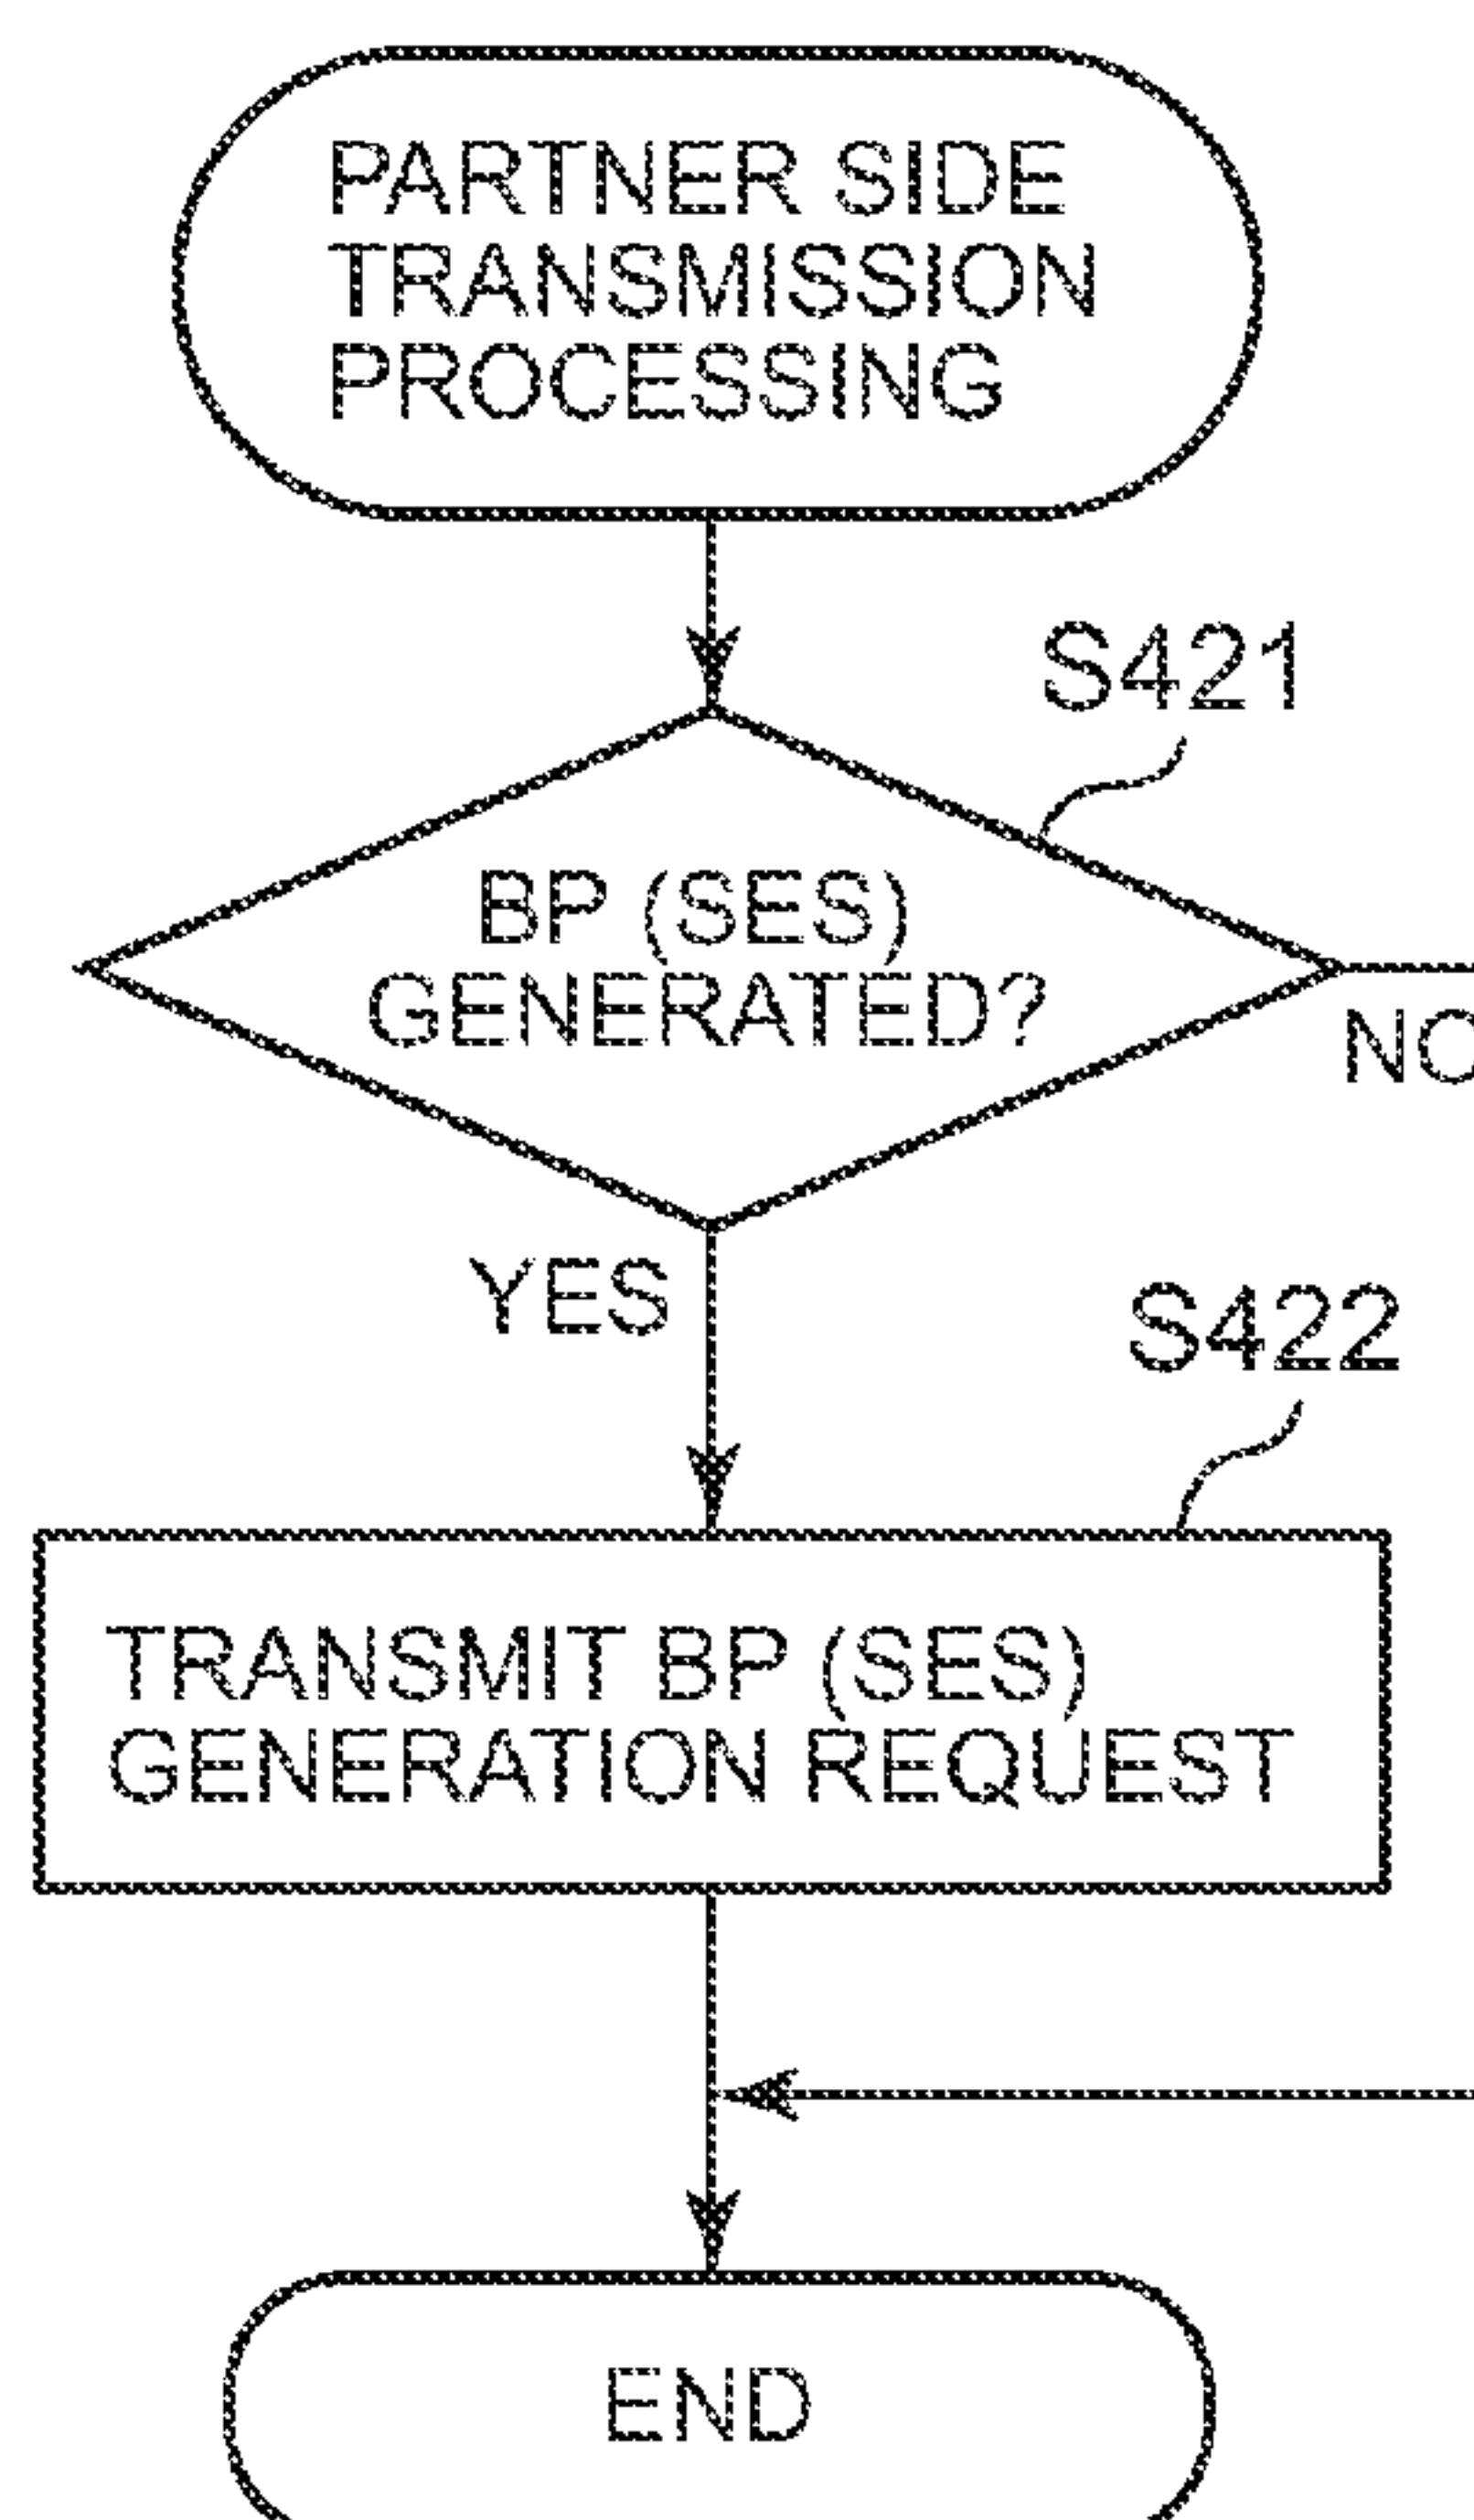 PARTNER SIDE
TRANSMISSION
PROCESSING
S421
BP (SES)
GENERATED?
NO
YES
S422
TRANSMIT BP (SES)
GENERATION REQUEST
END